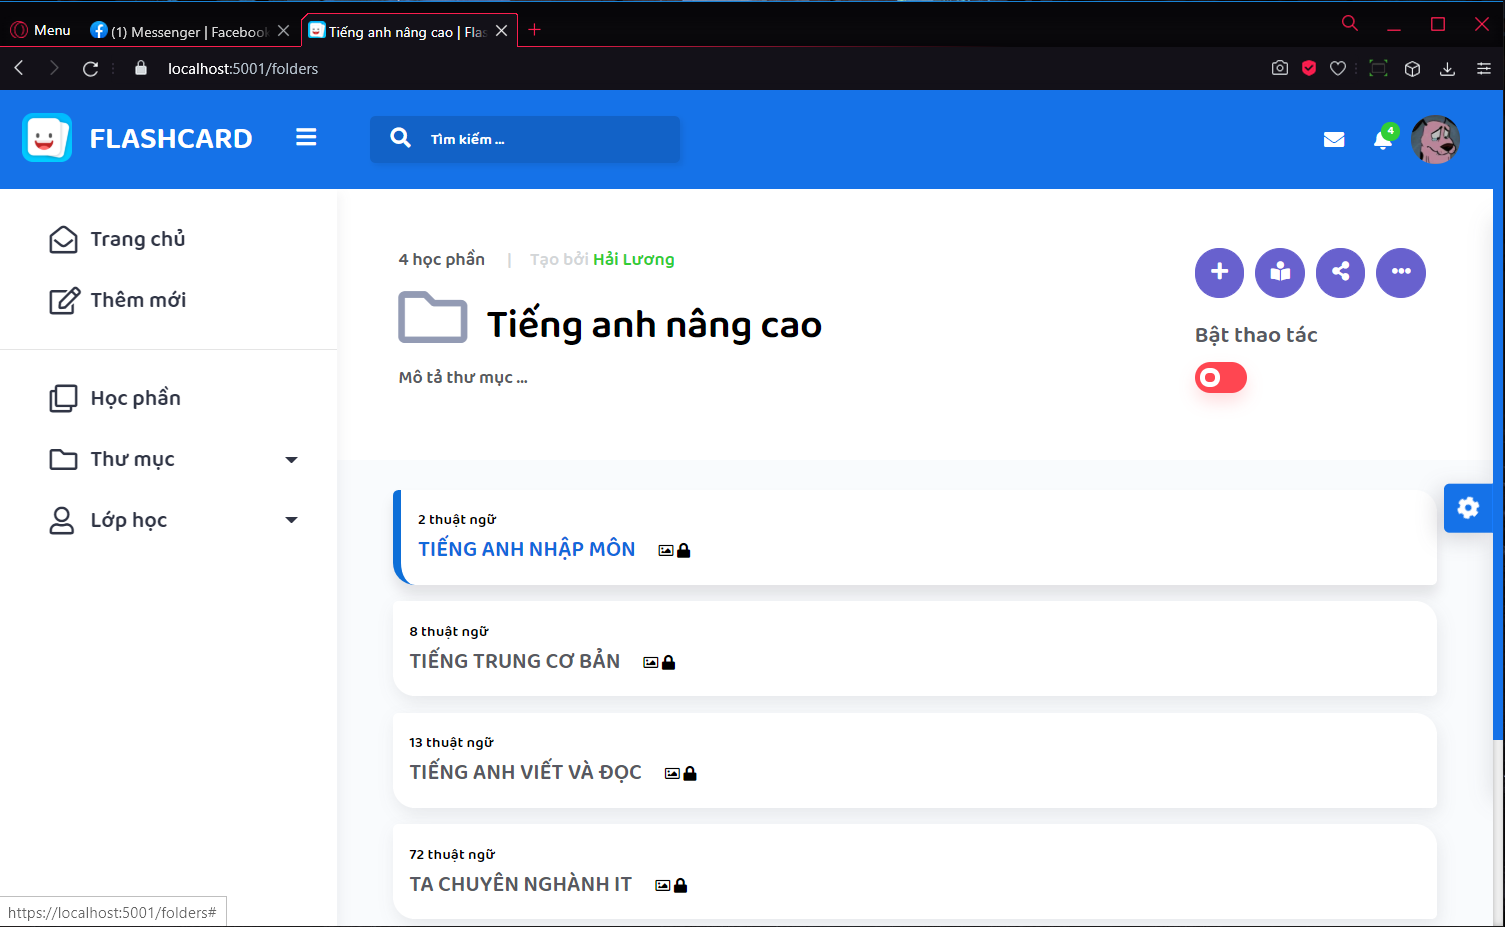 Menu
(1) Messenger | Facebook
Tiếng anh nâng cao | Flas
localhost:5001/folders
FLASHCARD
Tìm kiếm ...
4
Trang chủ
Thêm mới
Học phần
Thư mục
Lớp học
4 học phần | Tạo bởi Hải Lương
Tiếng anh nâng cao
Mô tả thư mục ...
Bật thao tác
2 thuật ngữ
TIẾNG ANH NHẬP MÔN
8 thuật ngữ
TIẾNG TRUNG CƠ BẢN
13 thuật ngữ
TIẾNG ANH VIẾT VÀ ĐỌC
72 thuật ngữ
TA CHUYÊN NGHÀNH IT
https://localhost:5001/folders#